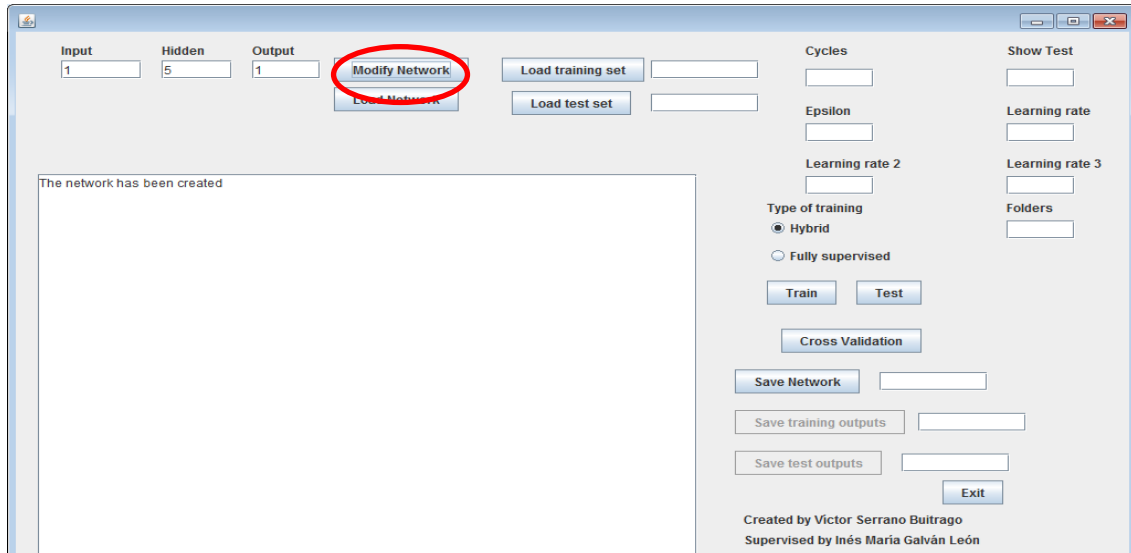 Input Hidden Output
1 5 1
Modify Network
Load Network
Load training set
Load test set
Cycles Show Test
Epsilon Learning rate
Learning rate 2 Learning rate 3
Type of training Folders
Hybrid
Fully supervised
Train Test
Cross Validation
Save Network
Save training outputs
Save test outputs
Exit
Created by Víctor Serrano Buitrago
Supervised by Inés María Galván León
The network has been created